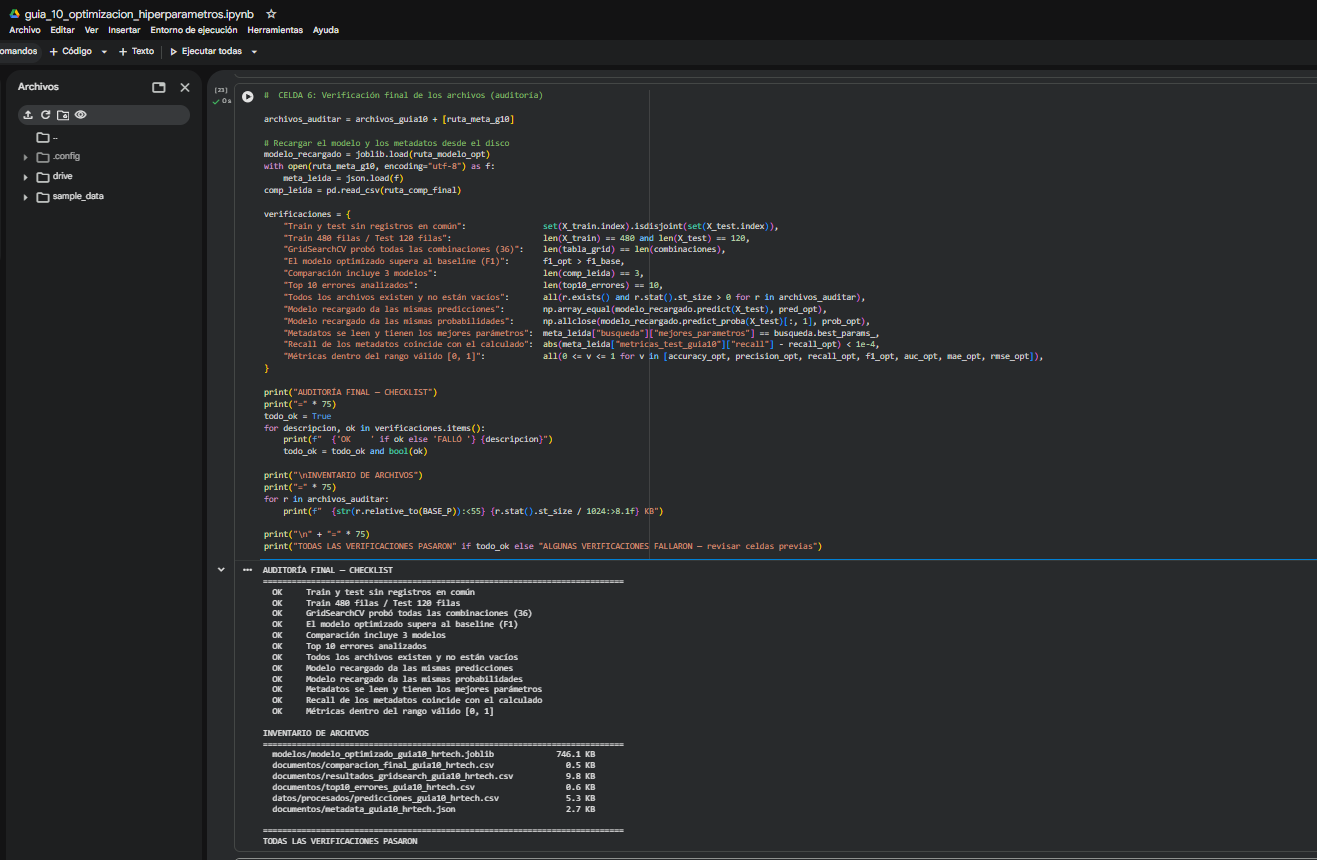 guia_10_optimizacion_hiperparametros.ipynb
Archivo Editar Ver Insertar Entorno de ejecución Herramientas Ayuda
omandos + Código + Texto Ejecutar todas
Archivos
..
.config
drive
sample_data
[23]
0 s
# CELDA 6: Verificación final de los archivos (auditoría)
archivos_auditar = archivos_guia10 + [ruta_meta_g10]
# Recargar el modelo y los metadatos desde el disco
modelo_recargado = joblib.load(ruta_modelo_opt)
with open(ruta_meta_g10, encoding="utf-8") as f:
    meta_leida = json.load(f)
comp_leida = pd.read_csv(ruta_comp_final)
verificaciones = {
    "Train y test sin registros en común": set(X_train.index).isdisjoint(set(X_test.index)),
    "Train 480 filas / Test 120 filas": len(X_train) == 480 and len(X_test) == 120,
    "GridSearchCV probó todas las combinaciones (36)": len(tabla_grid) == len(combinaciones),
    "El modelo optimizado supera al baseline (F1)": f1_opt > f1_base,
    "Comparación incluye 3 modelos": len(comp_leida) == 3,
    "Top 10 errores analizados": len(top10_errores) == 10,
    "Todos los archivos existen y no están vacíos": all(r.exists() and r.stat().st_size > 0 for r in archivos_auditar),
    "Modelo recargado da las mismas predicciones": np.array_equal(modelo_recargado.predict(X_test), pred_opt),
    "Modelo recargado da las mismas probabilidades": np.allclose(modelo_recargado.predict_proba(X_test)[:, 1], prob_opt),
    "Metadatos se leen y tienen los mejores parámetros": meta_leida["busqueda"]["mejores_parametros"] == busqueda.best_params_,
    "Recall de los metadatos coincide con el calculado": abs(meta_leida["metricas_test_guia10"]["recall"] - recall_opt) < 1e-4,
    "Métricas dentro del rango válido [0, 1]": all(0 <= v <= 1 for v in [accuracy_opt, precision_opt, recall_opt, f1_opt, auc_opt, mae_opt, rmse_opt]),
}
print("AUDITORÍA FINAL — CHECKLIST")
print("=" * 75)
todo_ok = True
for descripcion, ok in verificaciones.items():
    print(f"  {'OK    ' if ok else 'FALLÓ '} {descripcion}")
    todo_ok = todo_ok and bool(ok)
print("\nINVENTARIO DE ARCHIVOS")
print("=" * 75)
for r in archivos_auditar:
    print(f"  {str(r.relative_to(BASE_P)):<55} {r.stat().st_size / 1024:>8.1f} KB")
print("\n" + "=" * 75)
print("TODAS LAS VERIFICACIONES PASARON" if todo_ok else "ALGUNAS VERIFICACIONES FALLARON — revisar celdas previas")
AUDITORÍA FINAL — CHECKLIST
===========================================================================
OK Train y test sin registros en común
OK Train 480 filas / Test 120 filas
OK GridSearchCV probó todas las combinaciones (36)
OK El modelo optimizado supera al baseline (F1)
OK Comparación incluye 3 modelos
OK Top 10 errores analizados
OK Todos los archivos existen y no están vacíos
OK Modelo recargado da las mismas predicciones
OK Modelo recargado da las mismas probabilidades
OK Metadatos se leen y tienen los mejores parámetros
OK Recall de los metadatos coincide con el calculado
OK Métricas dentro del rango válido [0, 1]
INVENTARIO DE ARCHIVOS
===========================================================================
modelos/modelo_optimizado_guia10_hrtech.joblib 746.1 KB
documentos/comparacion_final_guia10_hrtech.csv 0.5 KB
documentos/resultados_gridsearch_guia10_hrtech.csv 9.8 KB
documentos/top10_errores_guia10_hrtech.csv 0.6 KB
datos/procesados/predicciones_guia10_hrtech.csv 5.3 KB
documentos/metadata_guia10_hrtech.json 2.7 KB
===========================================================================
TODAS LAS VERIFICACIONES PASARON